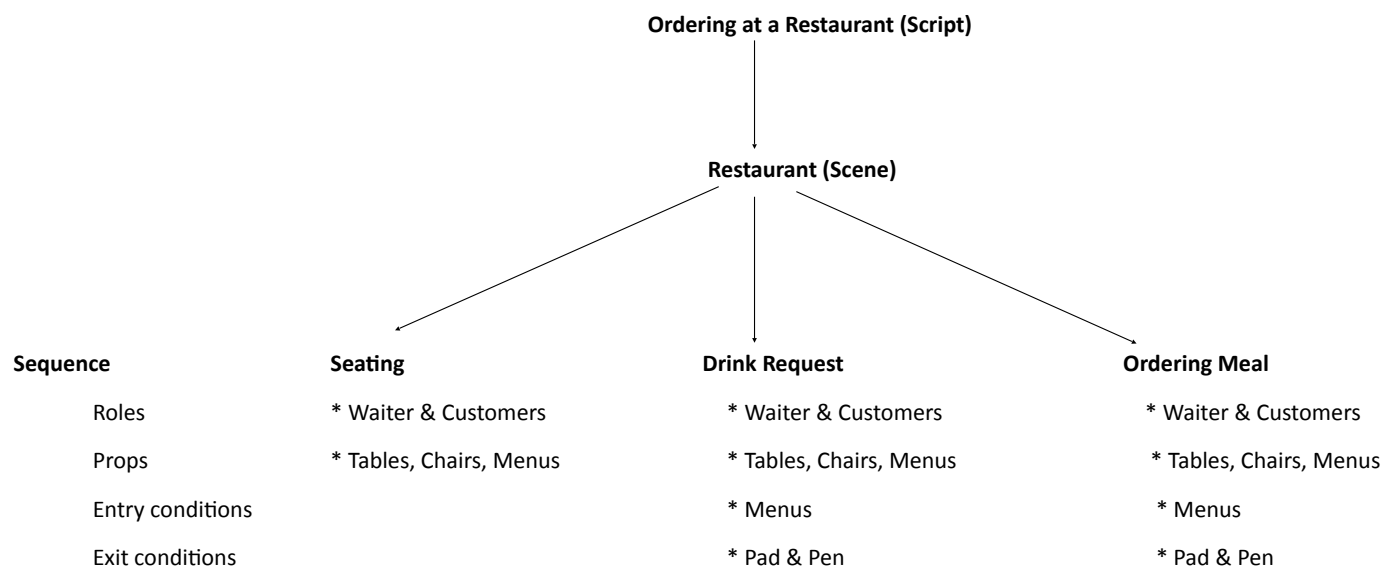 Ordering at a Restaurant (Script)
Restaurant (Scene)
Sequence Seating Drink Request Ordering Meal
Roles * Waiter & Customers * Waiter & Customers * Waiter & Customers
Props * Tables, Chairs, Menus * Tables, Chairs, Menus * Tables, Chairs, Menus
Entry conditions * Menus * Menus
Exit conditions * Pad & Pen * Pad & Pen